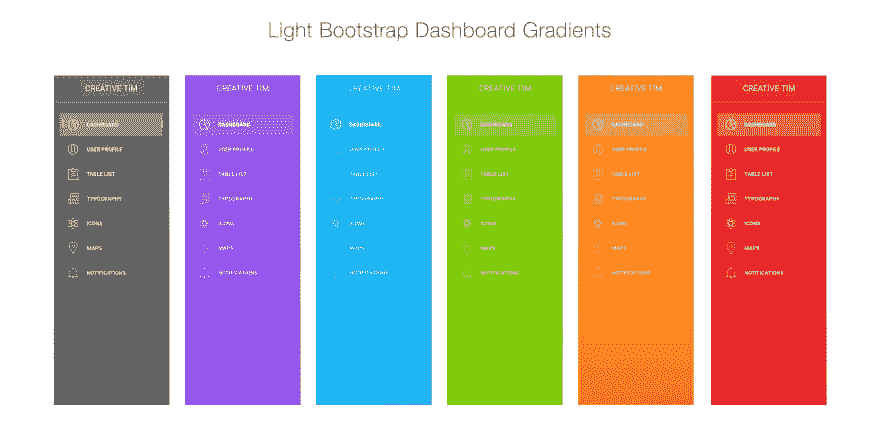 Light Bootstrap Dashboard Gradients
CREATIVE TIM
DASHBOARD
USER PROFILE
TABLE LIST
TYPOGRAPHY
ICONS
MAPS
NOTIFICATIONS
CREATIVE TIM
DASHBOARD
USER PROFILE
TABLE LIST
TYPOGRAPHY
ICONS
MAPS
NOTIFICATIONS
CREATIVE TIM
DASHBOARD
USER PROFILE
TABLE LIST
TYPOGRAPHY
ICONS
MAPS
NOTIFICATIONS
CREATIVE TIM
DASHBOARD
USER PROFILE
TABLE LIST
TYPOGRAPHY
ICONS
MAPS
NOTIFICATIONS
CREATIVE TIM
DASHBOARD
USER PROFILE
TABLE LIST
TYPOGRAPHY
ICONS
MAPS
NOTIFICATIONS
CREATIVE TIM
DASHBOARD
USER PROFILE
TABLE LIST
TYPOGRAPHY
ICONS
MAPS
NOTIFICATIONS